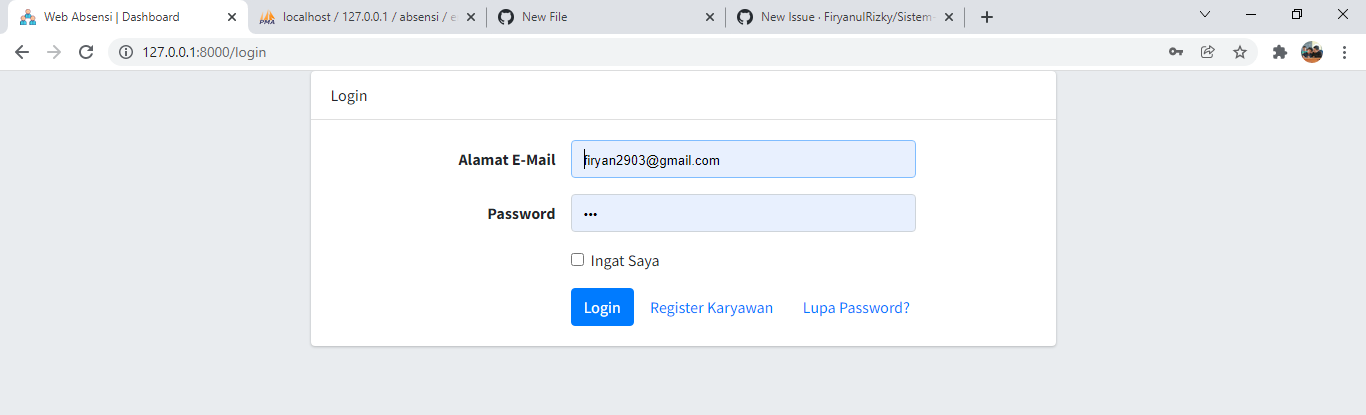 Web Absensi | Dashboard
localhost / 127.0.0.1 / absensi / e
New File
New Issue · FiryanulRizky/Sistem-
PMA
127.0.0.1:8000/login
Login
Alamat E-Mail firyan2903@gmail.com
Password •••
Ingat Saya
Login Register Karyawan Lupa Password?